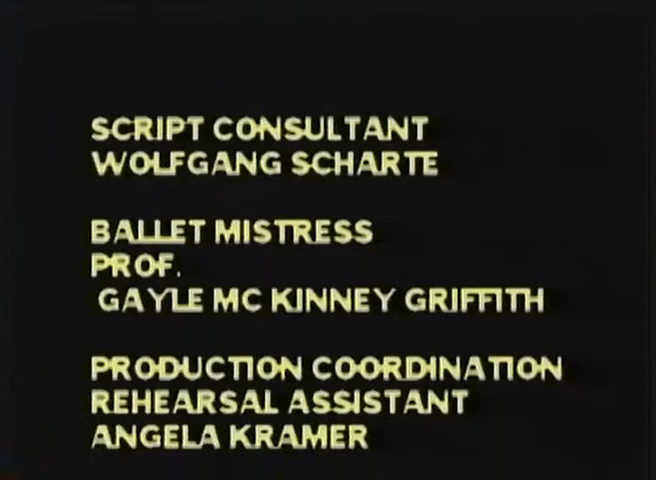 SCRIPT CONSULTANT
WOLFGANG SCHARTE
BALLET MISTRESS
PROF.
GAYLE MC KINNEY GRIFFITH
PRODUCTION COORDINATION
REHEARSAL ASSISTANT
ANGELA KRAMER